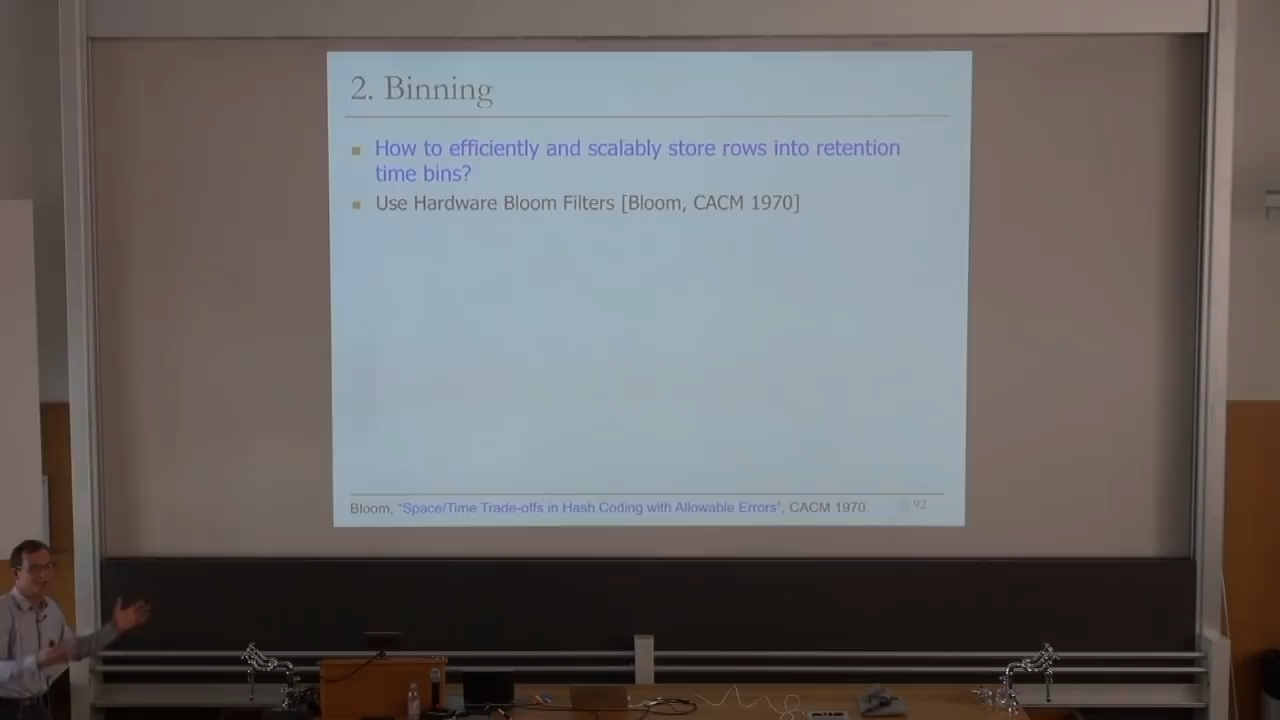 2. Binning
How to efficiently and scalably store rows into retention
time bins?
Use Hardware Bloom Filters [Bloom, CACM 1970]
Bloom, “Space/Time Trade-offs in Hash Coding with Allowable Errors”, CACM 1970.
92